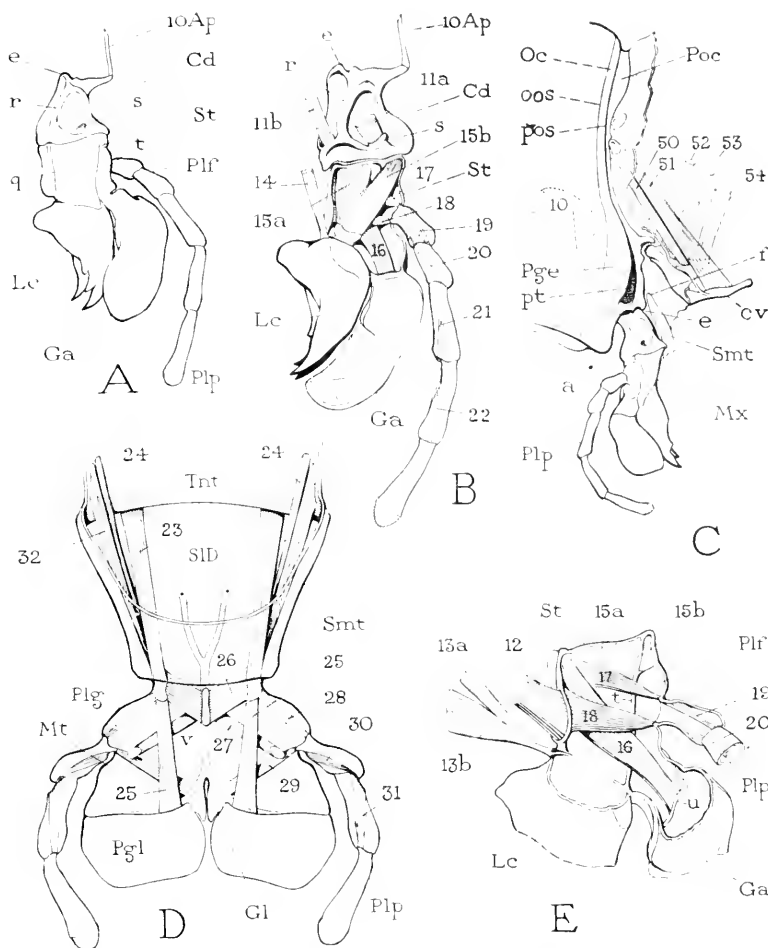 10Ap
e
Cd
r
s
St
t
Plf
q
Lc
Ga
A
Plp
e
10Ap
r
11a
Cd
11b
s
15b
14
17
St
15a
18
19
16
20
Lc
21
Ga
22
B
Oc
Poc
oos
pos
50
52
53
51
54
10
Pge
pt
r
e
cv
Smt
a
Mx
Plp
C
24
24
Tnt
23
32
SlD
Smt
26
25
Plg
28
Mt
30
v
27
25
29
31
Pgl
Gl
Plp
D
St
15a
15b
13a
12
Plf
17
t
19
18
20
16
13b
Plp
u
Lc
Ga
E